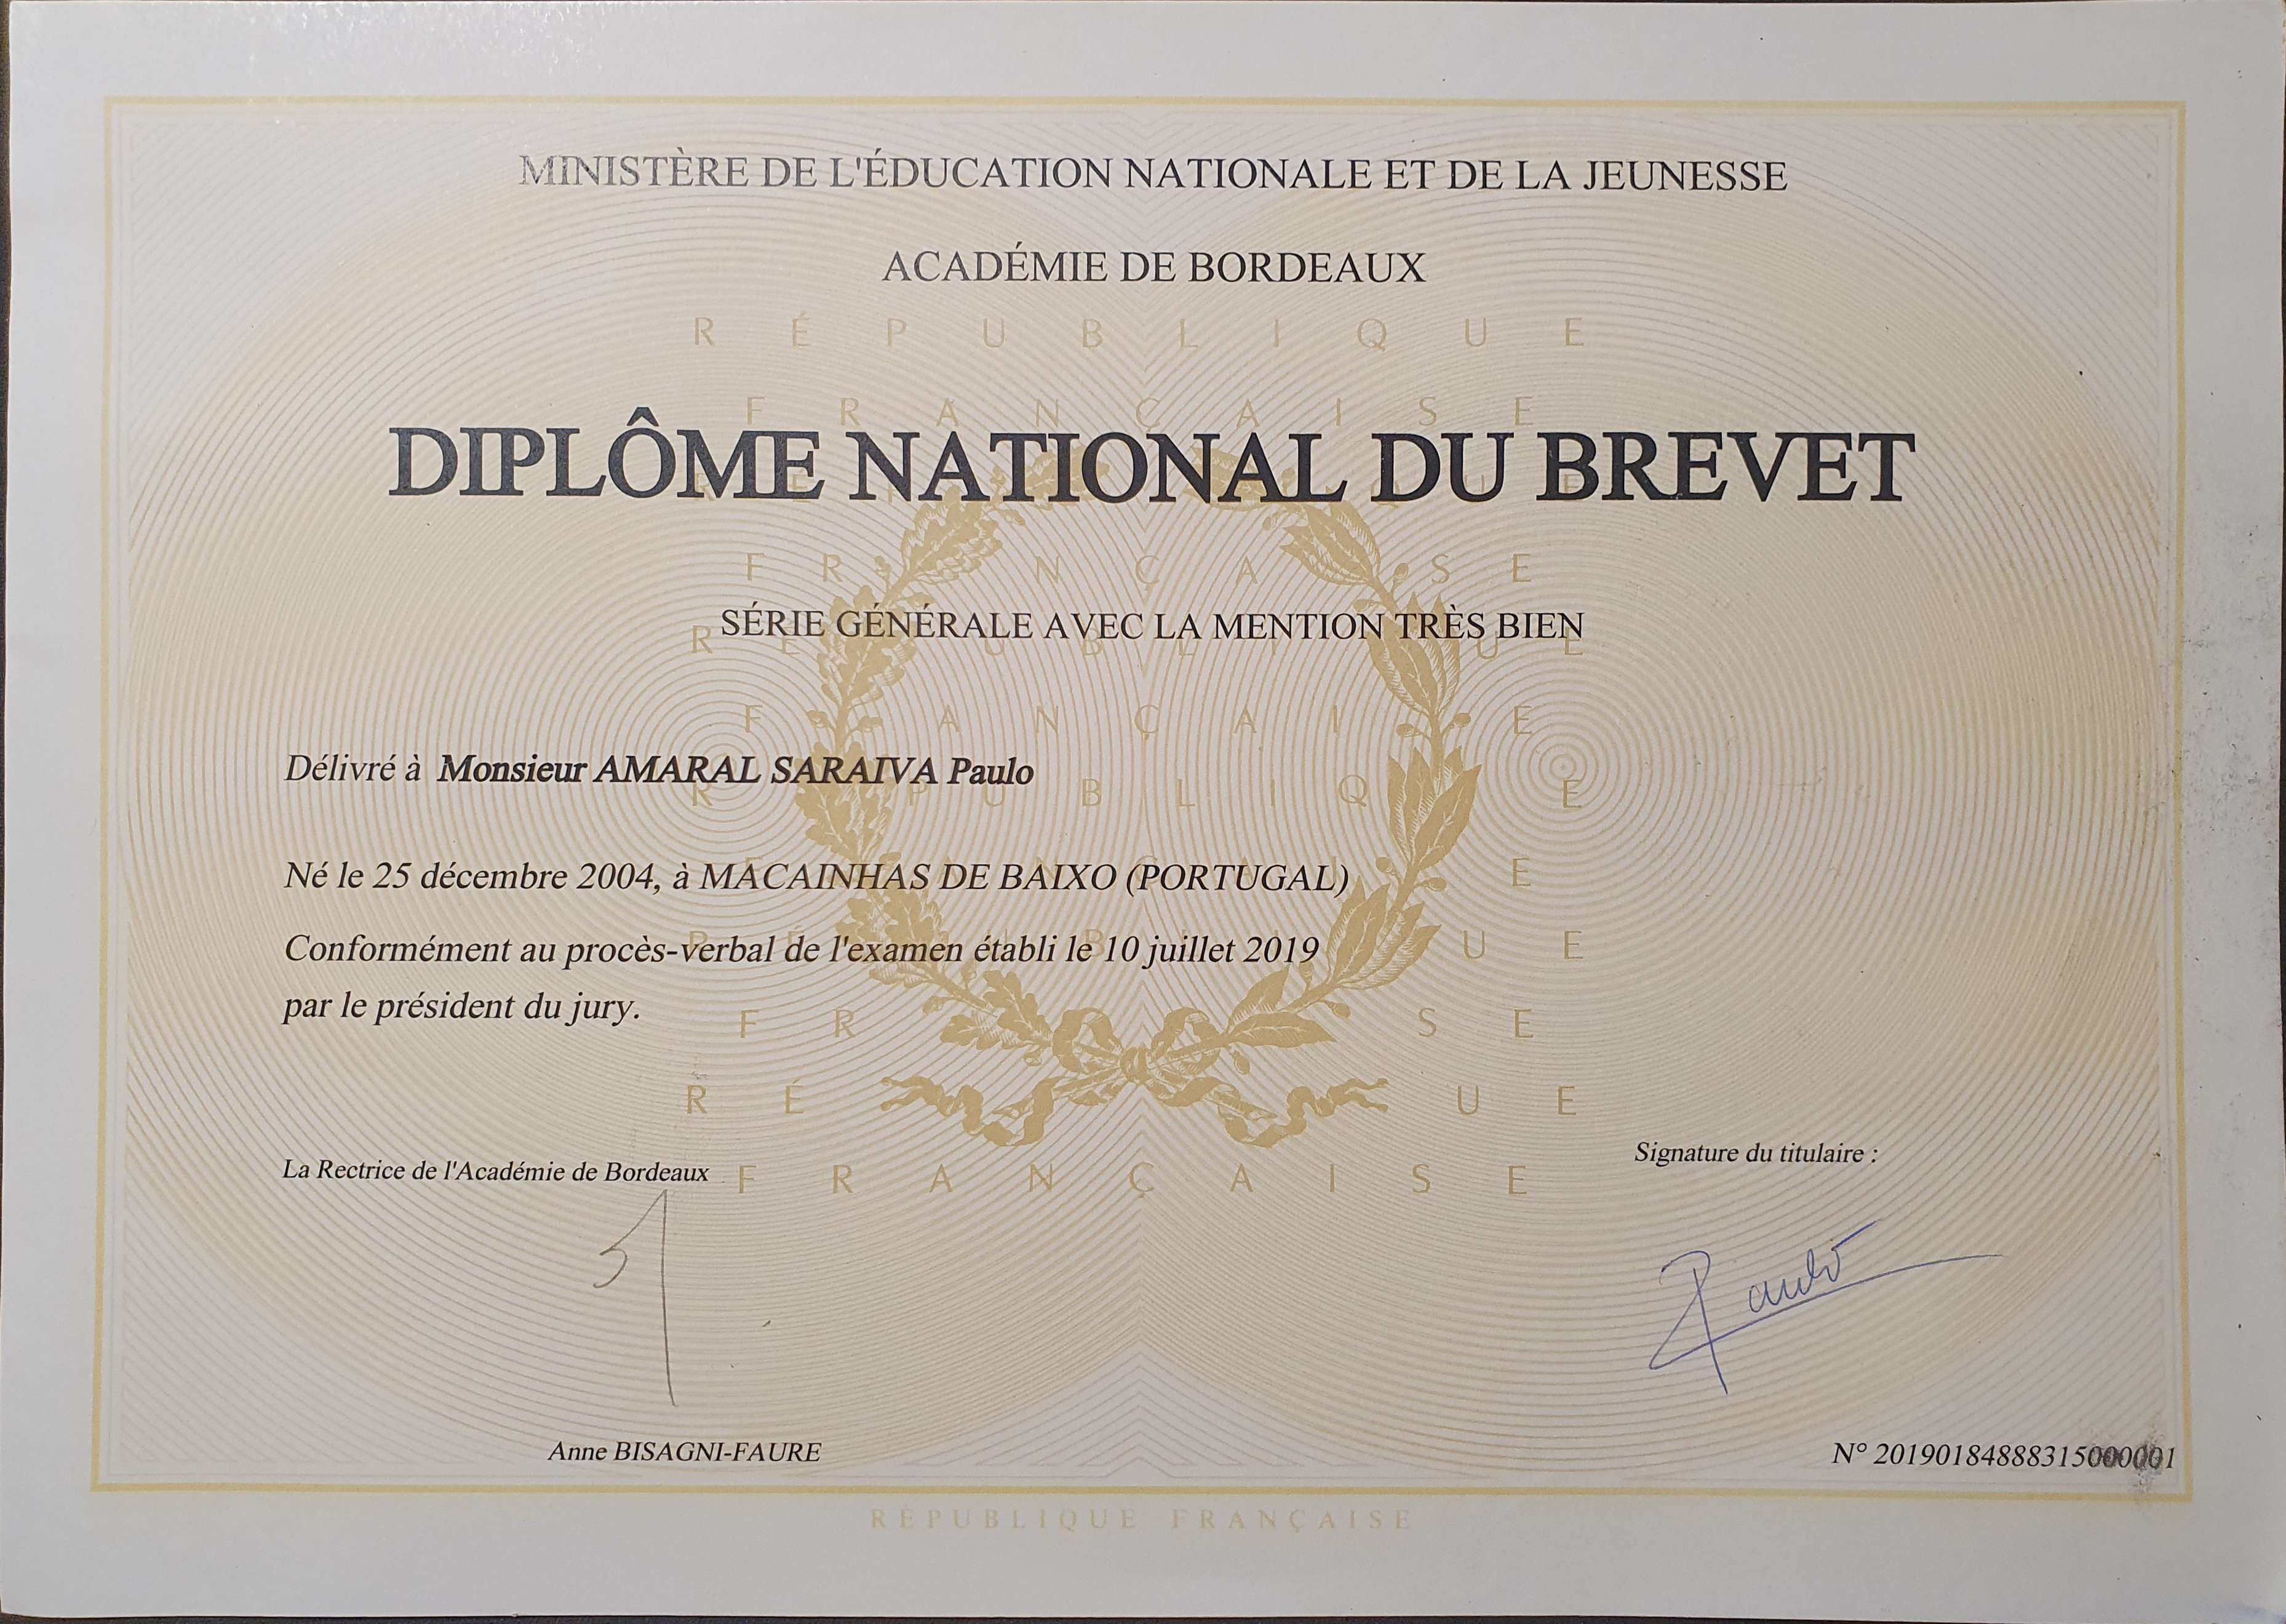 MINISTÈRE DE L'ÉDUCATION NATIONALE ET DE LA JEUNESSE
ACADÉMIE DE BORDEAUX
RÉPUBLIQUE
FRANÇAISE
DIPLÔME NATIONAL DU BREVET
SÉRIE GÉNÉRALE AVEC LA MENTION TRÈS BIEN
Délivré à Monsieur AMARAL SARAIVA Paulo
Né le 25 décembre 2004, à MACAINHAS DE BAIXO (PORTUGAL)
Conformément au procès-verbal de l'examen établi le 10 juillet 2019
par le président du jury.
La Rectrice de l'Académie de Bordeaux
FRANÇAISE
Signature du titulaire :
Paulo
Anne BISAGNI-FAURE
N° 20190184888315000001
RÉPUBLIQUE FRANÇAISE